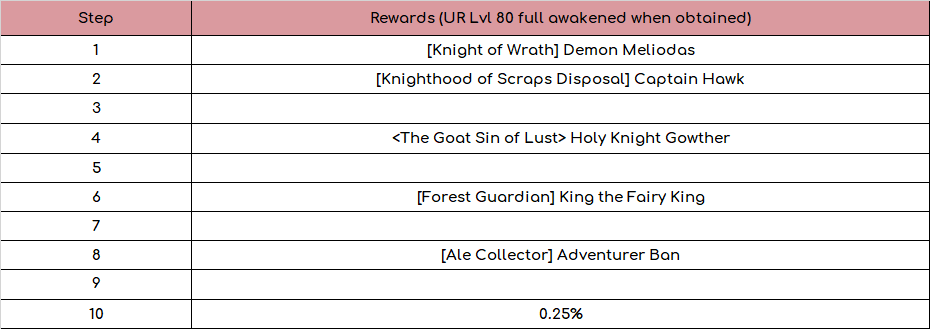 Step Rewards (UR Lvl 80 full awakened when obtained)
1 [Knight of Wrath] Demon Meliodas
2 [Knighthood of Scraps Disposal] Captain Hawk
3
4 <The Goat Sin of Lust> Holy Knight Gowther
5
6 [Forest Guardian] King the Fairy King
7
8 [Ale Collector] Adventurer Ban
9
10 0.25%